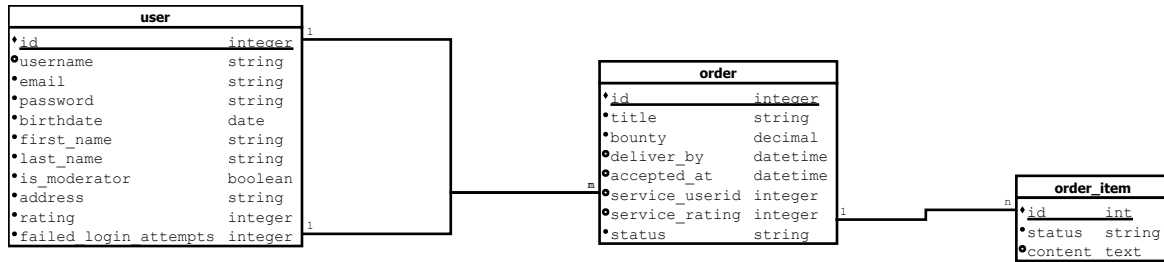 user
id integer
username string
email string
password string
birthdate date
first_name string
last_name string
is_moderator boolean
address string
rating integer
failed_login_attempts integer
1
1
order
id integer
title string
bounty decimal
deliver_by datetime
accepted_at datetime
service_userid integer
service_rating integer
status string
m
1
order_item
id int
status string
content text
n